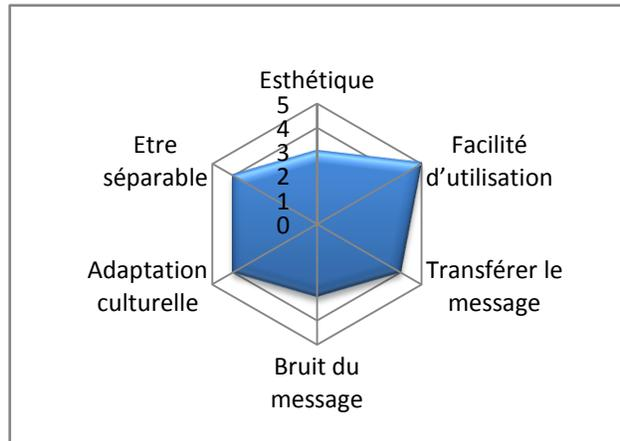 Esthétique
5
4
3
2
1
0
Facilité
d’utilisation
Transférer le
message
Bruit du
message
Adaptation
culturelle
Etre
séparable